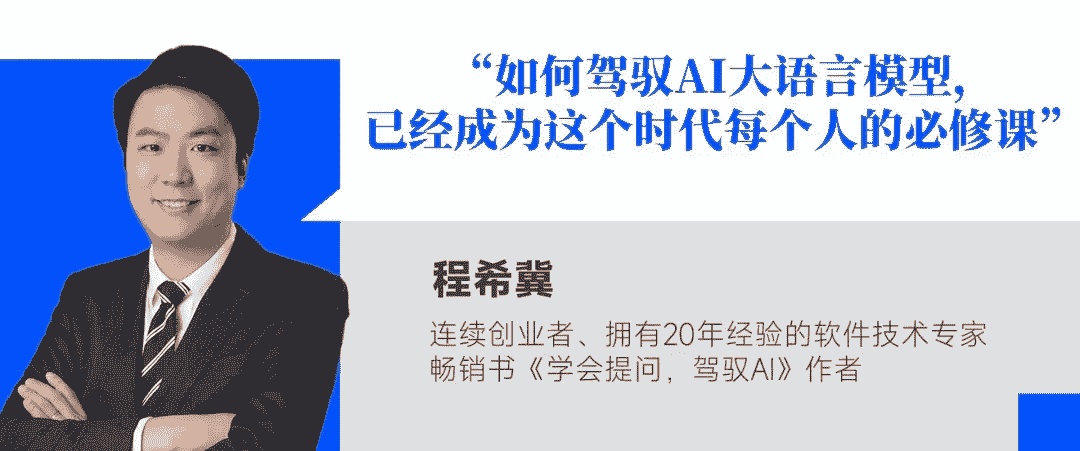 “如何驾驭AI大语言模型,
已经成为这个时代每个人的必修课”
程希冀
连续创业者、拥有20年经验的软件技术专家
畅销书《学会提问，驾驭AI》作者